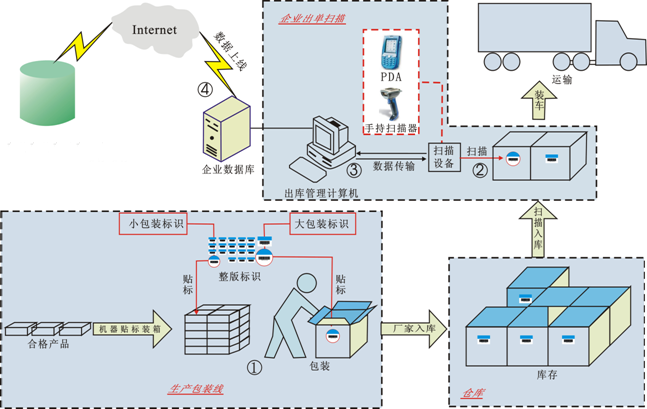 企业出单扫描
Internet
数据上线
④
企业数据库
PDA
手持扫描器
出库管理计算机
③
数据传输
扫描
设备
扫描
②
运输
装车
扫描入库
小包装标识
大包装标识
整版标识
贴标
贴标
合格产品
机器贴标装箱
①
包装
生产包装线
厂家入库
库存
仓库